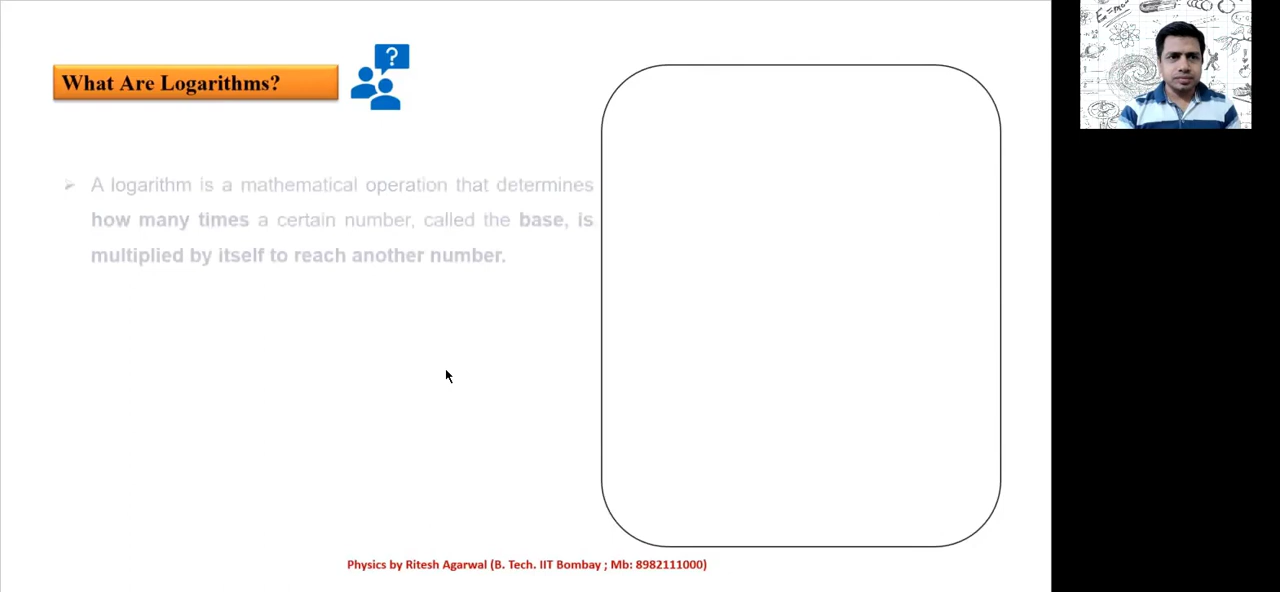 What Are Logarithms?
?
➢ A logarithm is a mathematical operation that determines
how many times a certain number, called the base, is
multiplied by itself to reach another number.
Physics by Ritesh Agarwal (B. Tech. IIT Bombay ; Mb: 8982111000)